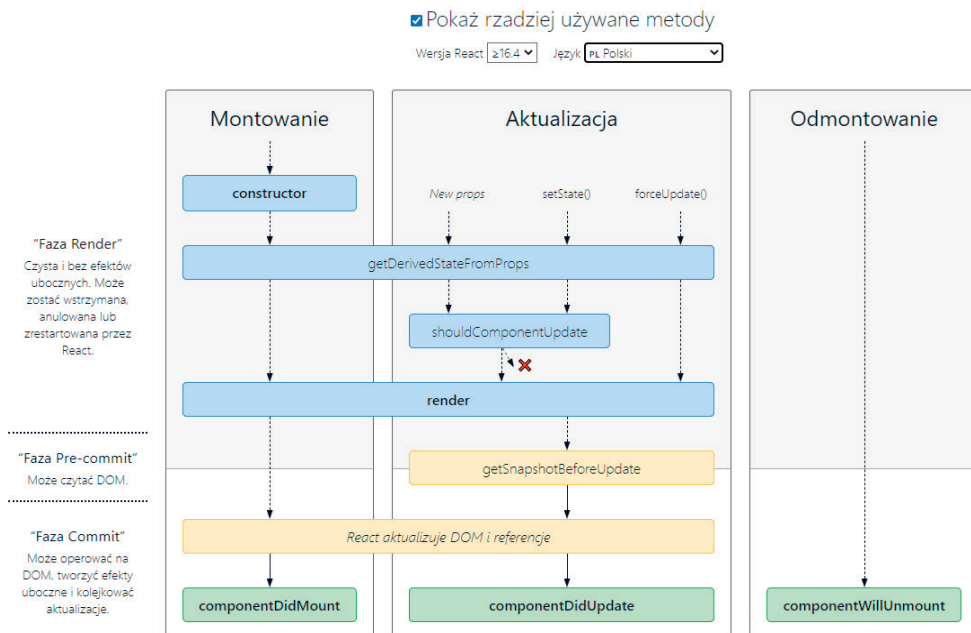 Pokaż rzadziej używane metody
Wersja React ≥16.4 Język PL Polski
Montowanie
Aktualizacja
Odmontowanie
constructor
New props
setState()
forceUpdate()
"Faza Render"
Czysta i bez efektów
ubocznych. Może
zostać wstrzymana,
anulowana lub
zrestartowana przez
React.
getDerivedStateFromProps
shouldComponentUpdate
render
"Faza Pre-commit"
Może czytać DOM.
getSnapshotBeforeUpdate
"Faza Commit"
Może operować na
DOM, tworzyć efekty
uboczne i kolejkować
aktualizacje.
React aktualizuje DOM i referencje
componentDidMount
componentDidUpdate
componentWillUnmount